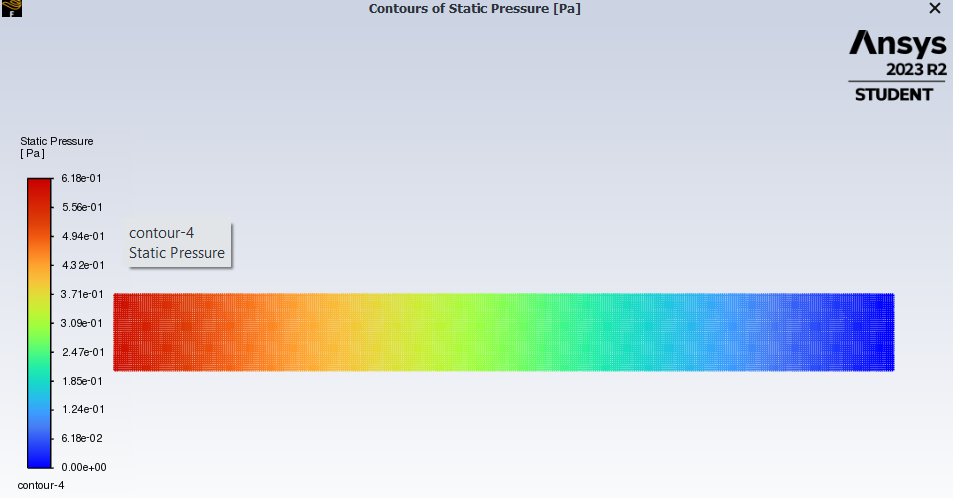 Contours of Static Pressure [Pa]
F
Ansys
2023 R2
STUDENT
Static Pressure
[ Pa ]
6.18e-01
5.56e-01
4.94e-01
4.32e-01
3.71e-01
3.09e-01
2.47e-01
1.85e-01
1.24e-01
6.18e-02
0.00e+00
contour-4
Static Pressure
contour-4